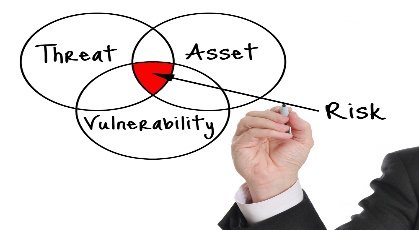 Threat
Asset
Vulnerability
Risk